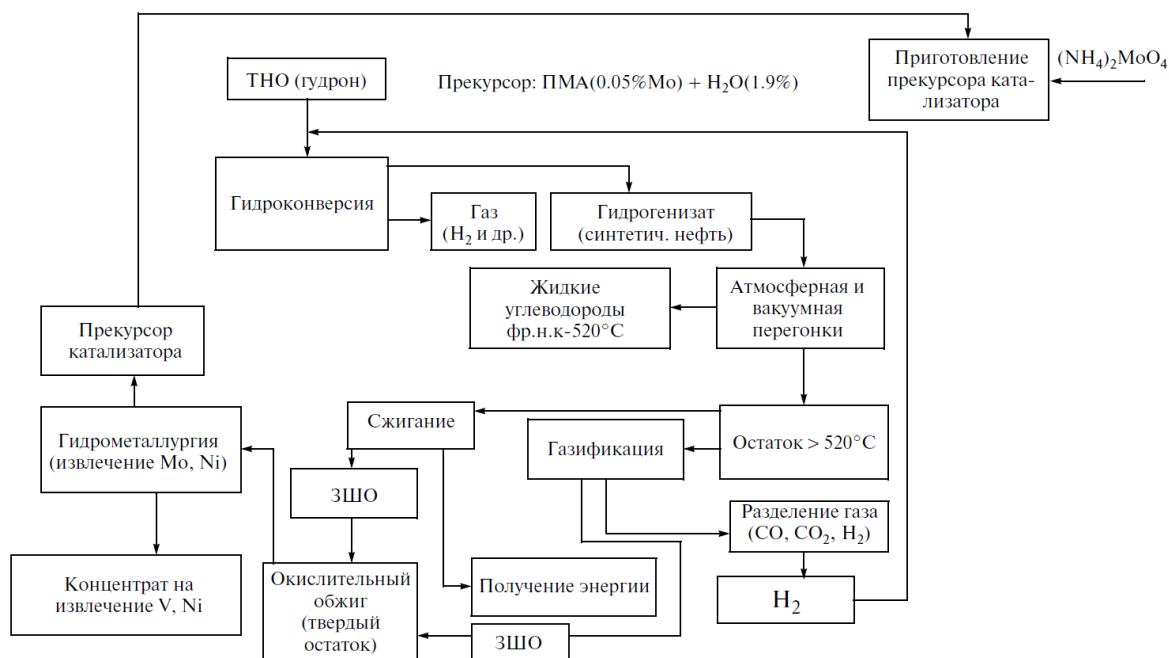 ТНО (гудрон)
Прекурсор: ПМА(0.05%Mo) + H₂O(1.9%)
Приготовление
прекурсора ката-
лизатора
(NH₄)₂MoO₄
Гидроконверсия
Газ
(H₂ и др.)
Гидрогенизат
(синтетич. нефть)
Жидкие
углеводороды
фр.н.к-520°C
Атмосферная и
вакуумная
перегонки
Прекурсор
катализатора
Гидрометаллургия
(извлечение Mo, Ni)
Сжигание
Газификация
Остаток > 520°C
ЗШО
Разделение газа
(CO, CO₂, H₂)
Концентрат на
извлечение V, Ni
Окислительный
обжиг
(твердый
остаток)
Получение энергии
H₂
ЗШО